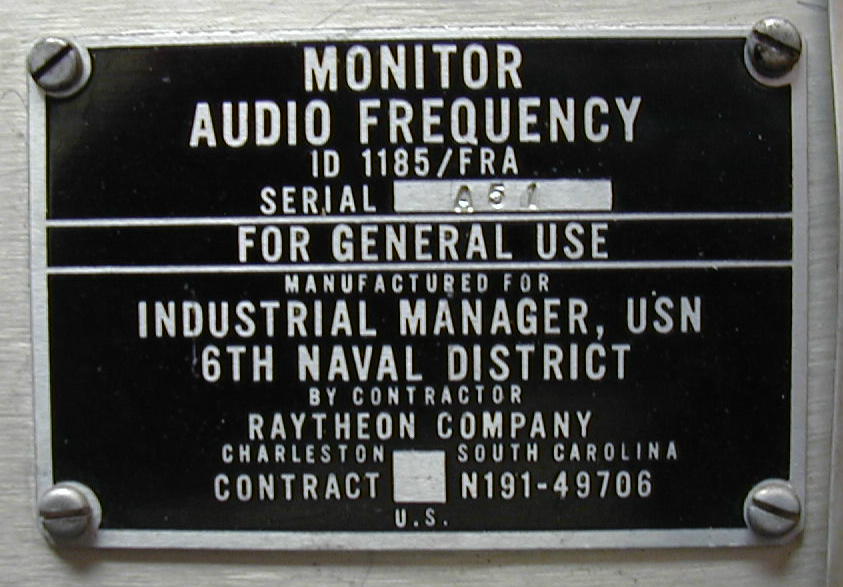 MONITOR
AUDIO FREQUENCY
ID 1185/FRA
SERIAL A51
FOR GENERAL USE
MANUFACTURED FOR
INDUSTRIAL MANAGER, USN
6TH NAVAL DISTRICT
BY CONTRACTOR
RAYTHEON COMPANY
CHARLESTON SOUTH CAROLINA
CONTRACT N191-49706
U.S.